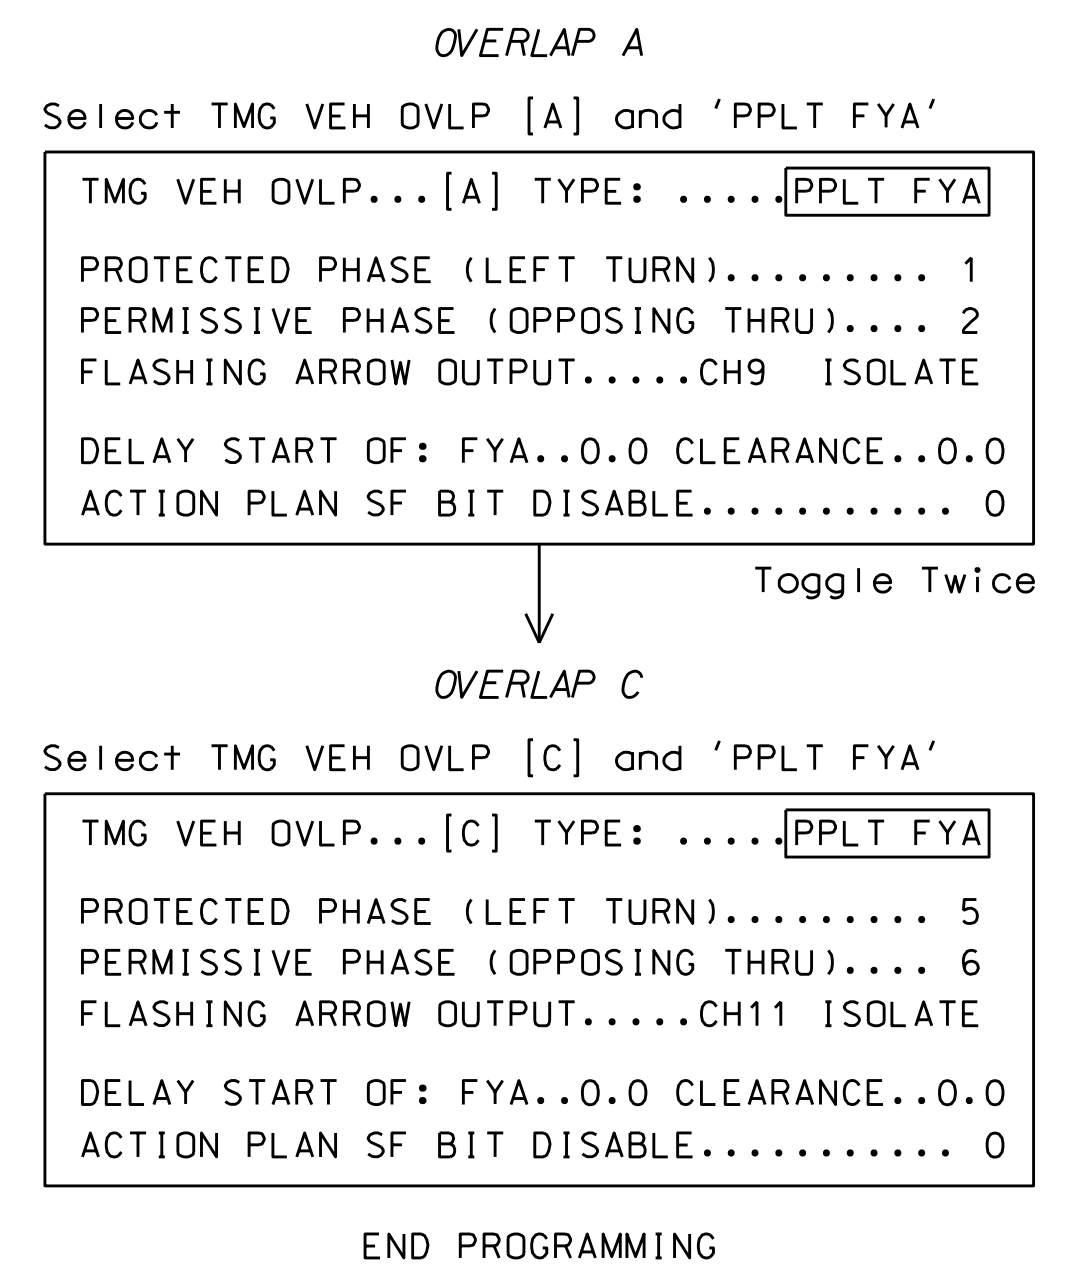 OVERLAP A
Select TMG VEH OVLP [A] and 'PPLT FYA'
TMG VEH OVLP...[A] TYPE: .....PPLT FYA
PROTECTED PHASE (LEFT TURN)......... 1
PERMISSIVE PHASE (OPPOSING THRU).... 2
FLASHING ARROW OUTPUT.....CH9 ISOLATE
DELAY START OF: FYA..0.0 CLEARANCE..0.0
ACTION PLAN SF BIT DISABLE........... 0
Toggle Twice
OVERLAP C
Select TMG VEH OVLP [C] and 'PPLT FYA'
TMG VEH OVLP...[C] TYPE: .....PPLT FYA
PROTECTED PHASE (LEFT TURN)......... 5
PERMISSIVE PHASE (OPPOSING THRU).... 6
FLASHING ARROW OUTPUT.....CH11 ISOLATE
DELAY START OF: FYA..0.0 CLEARANCE..0.0
ACTION PLAN SF BIT DISABLE........... 0
END PROGRAMMING